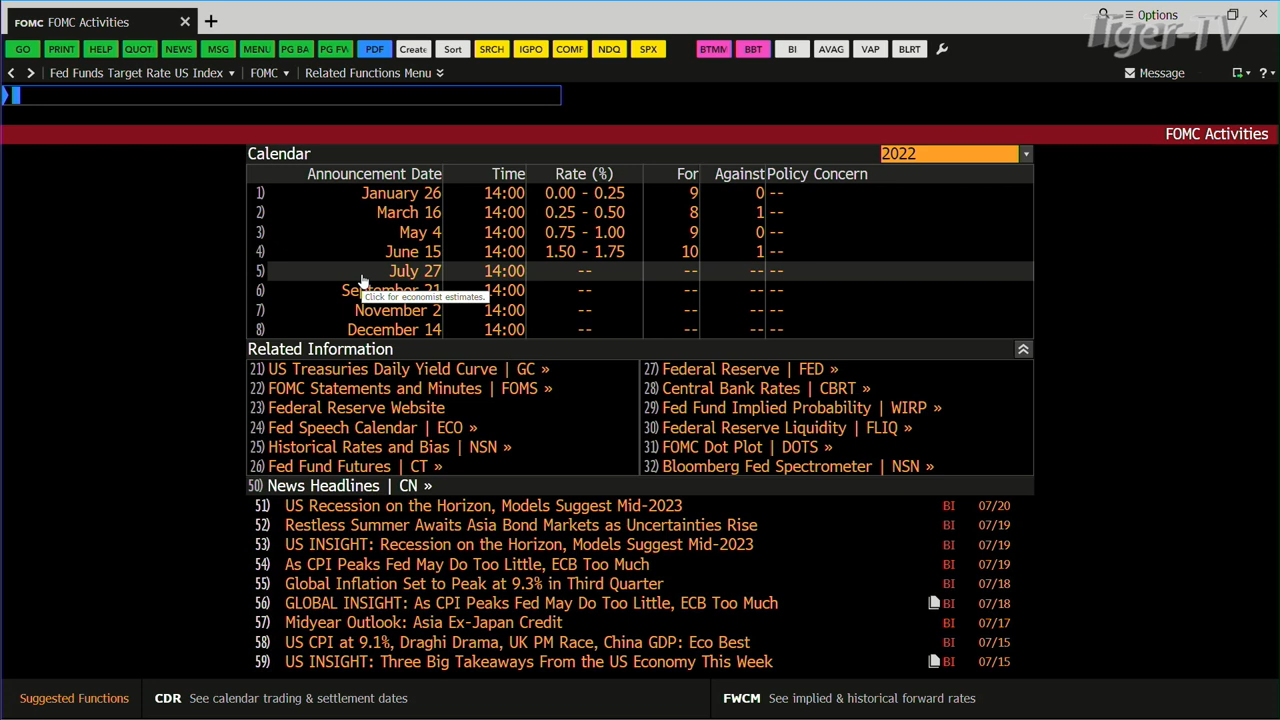 FOMC FOMC Activities × +
Options
Tiger-TV
GO PRINT HELP QUOT NEWS MSG MENU PG BA PG FW PDF Create Sort SRCH IGPO COMF NDQ SPX BTMM BBT BI AVAG VAP BLRT
Fed Funds Target Rate US Index FOMC Related Functions Menu Message ?
FOMC Activities
Calendar 2022
Announcement Date Time Rate (%) For Against Policy Concern
1) January 26 14:00 0.00 - 0.25 9 0 --
2) March 16 14:00 0.25 - 0.50 8 1 --
3) May 4 14:00 0.75 - 1.00 9 0 --
4) June 15 14:00 1.50 - 1.75 10 1 --
5) July 27 14:00 -- -- -- --
6) September 21 14:00 -- -- -- --
Click for economist estimates.
7) November 2 14:00 -- -- -- --
8) December 14 14:00 -- -- -- --
Related Information
21) US Treasuries Daily Yield Curve | GC »
22) FOMC Statements and Minutes | FOMS »
23) Federal Reserve Website
24) Fed Speech Calendar | ECO »
25) Historical Rates and Bias | NSN »
26) Fed Fund Futures | CT »
27) Federal Reserve | FED »
28) Central Bank Rates | CBRT »
29) Fed Fund Implied Probability | WIRP »
30) Federal Reserve Liquidity | FLIQ »
31) FOMC Dot Plot | DOTS »
32) Bloomberg Fed Spectrometer | NSN »
50) News Headlines | CN »
51) US Recession on the Horizon, Models Suggest Mid-2023 BI 07/20
52) Restless Summer Awaits Asia Bond Markets as Uncertainties Rise BI 07/19
53) US INSIGHT: Recession on the Horizon, Models Suggest Mid-2023 BI 07/19
54) As CPI Peaks Fed May Do Too Little, ECB Too Much BI 07/19
55) Global Inflation Set to Peak at 9.3% in Third Quarter BI 07/18
56) GLOBAL INSIGHT: As CPI Peaks Fed May Do Too Little, ECB Too Much BI 07/18
57) Midyear Outlook: Asia Ex-Japan Credit BI 07/17
58) US CPI at 9.1%, Draghi Drama, UK PM Race, China GDP: Eco Best BI 07/15
59) US INSIGHT: Three Big Takeaways From the US Economy This Week BI 07/15
Suggested Functions CDR See calendar trading & settlement dates FWCM See implied & historical forward rates